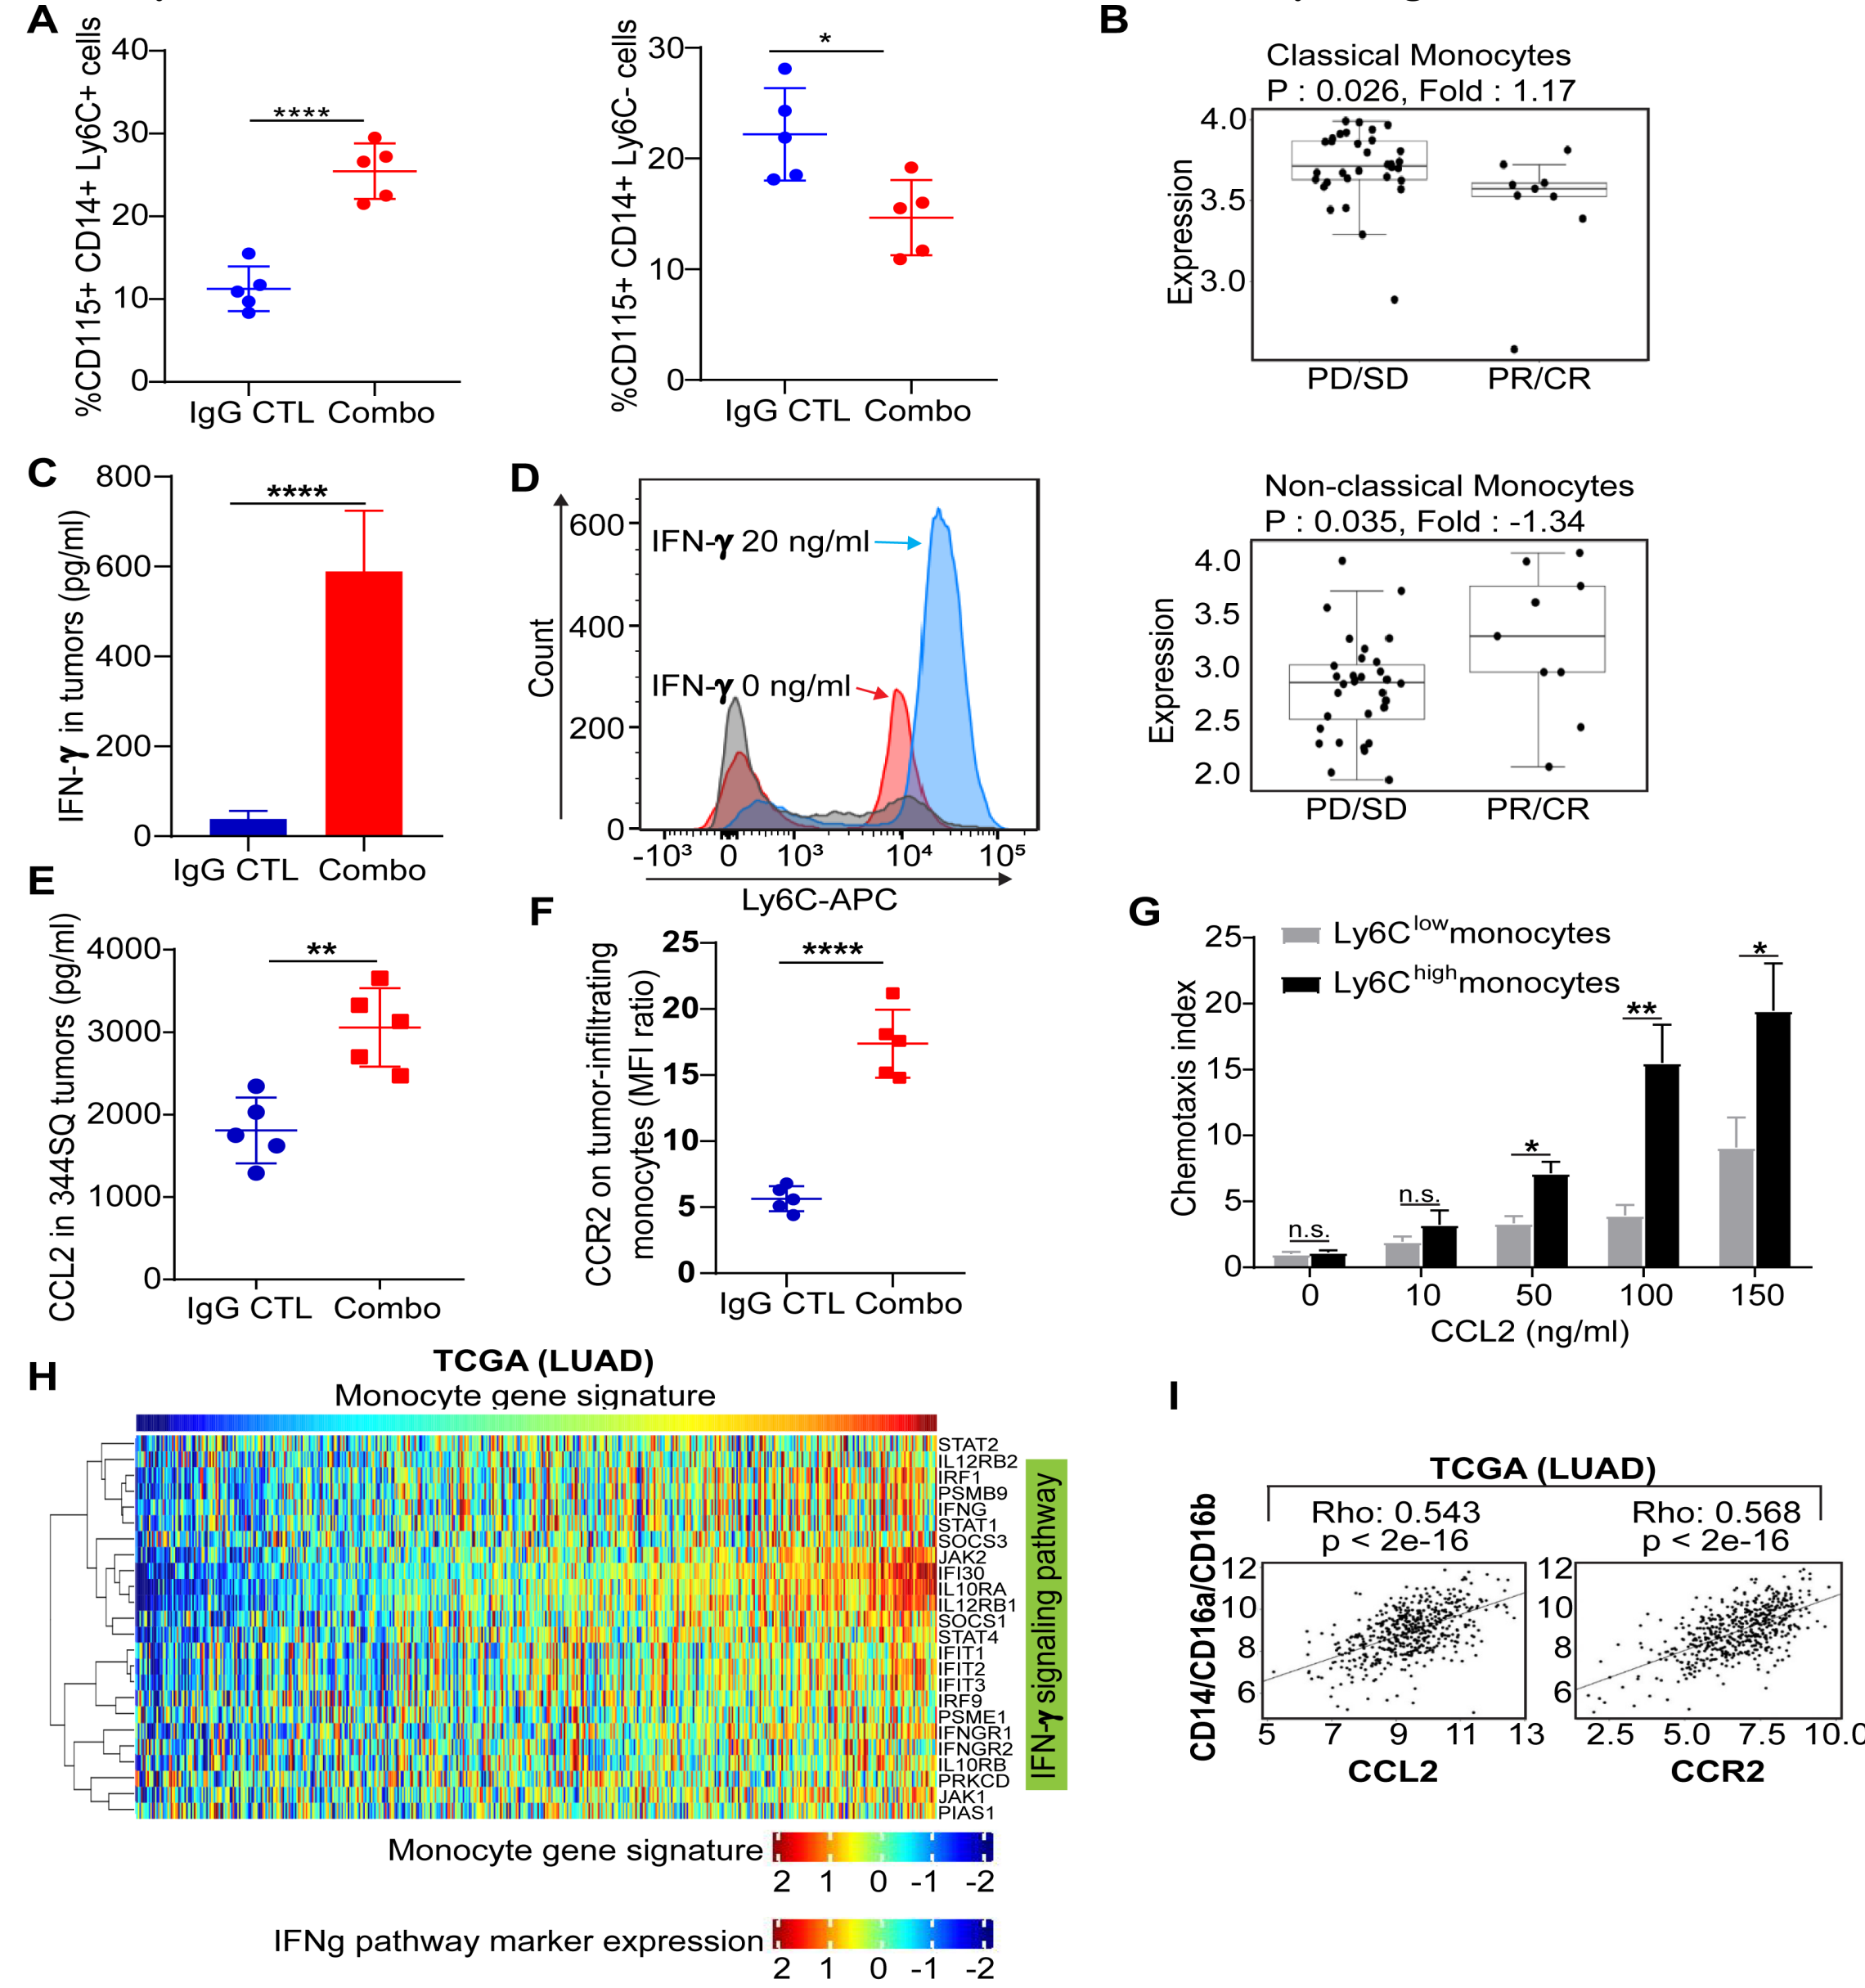 A
%CD115+ CD14+ Ly6C+ cells
40
30
20
10
0
****
IgG CTL Combo
%CD115+ CD14+ Ly6C- cells
30
20
10
0
*
IgG CTL Combo
B
Classical Monocytes
P : 0.026, Fold : 1.17
Expression
4.0
3.5
3.0
PD/SD PR/CR
Non-classical Monocytes
P : 0.035, Fold : -1.34
Expression
4.0
3.5
3.0
2.5
2.0
PD/SD PR/CR
C
IFN-γ in tumors (pg/ml)
800
600
400
200
0
****
IgG CTL Combo
D
Count
600
400
200
0
IFN-γ 20 ng/ml
IFN-γ 0 ng/ml
-10³ 0 10³ 10⁴ 10⁵
Ly6C-APC
E
CCL2 in 344SQ tumors (pg/ml)
4000
3000
2000
1000
0
**
IgG CTL Combo
F
CCR2 on tumor-infiltrating
monocytes (MFI ratio)
25
20
15
10
5
0
****
IgG CTL Combo
G
Chemotaxis index
25
20
15
10
5
0
Ly6C^low monocytes
Ly6C^high monocytes
n.s.
n.s.
*
**
*
0 10 50 100 150
CCL2 (ng/ml)
H
TCGA (LUAD)
Monocyte gene signature
STAT2
IL12RB2
IRF1
PSMB9
IFNG
STAT1
SOCS3
JAK2
IFI30
IL10RA
IL12RB1
SOCS1
STAT4
IFIT1
IFIT2
IFIT3
IRF9
PSME1
IFNGR1
IFNGR2
IL10RB
PRKCD
JAK1
PIAS1
IFN-γ signaling pathway
Monocyte gene signature
2 1 0 -1 -2
IFNg pathway marker expression
2 1 0 -1 -2
I
TCGA (LUAD)
CD14/CD16a/CD16b
Rho: 0.543
p < 2e-16
12
10
8
6
5 7 9 11 13
CCL2
Rho: 0.568
p < 2e-16
12
10
8
6
2.5 5.0 7.5 10.0
CCR2